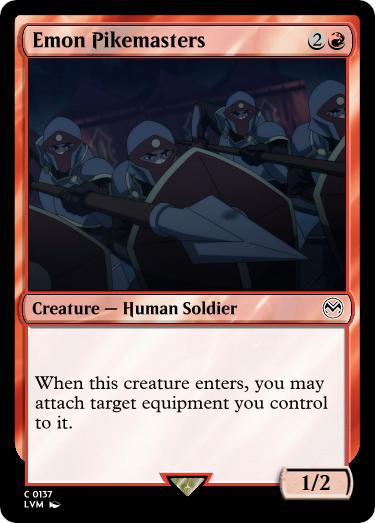 Emon Pikemasters 2
Creature — Human Soldier
When this creature enters, you may
attach target equipment you control
to it.
1/2
C 0137
LVM